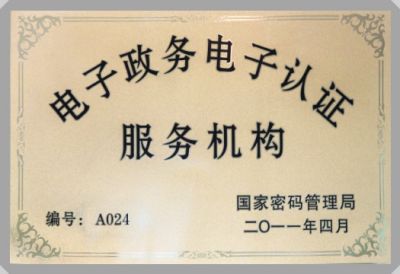 电子政务电子认证
服务机构
国家密码管理局
编号：A024
二〇一一年四月